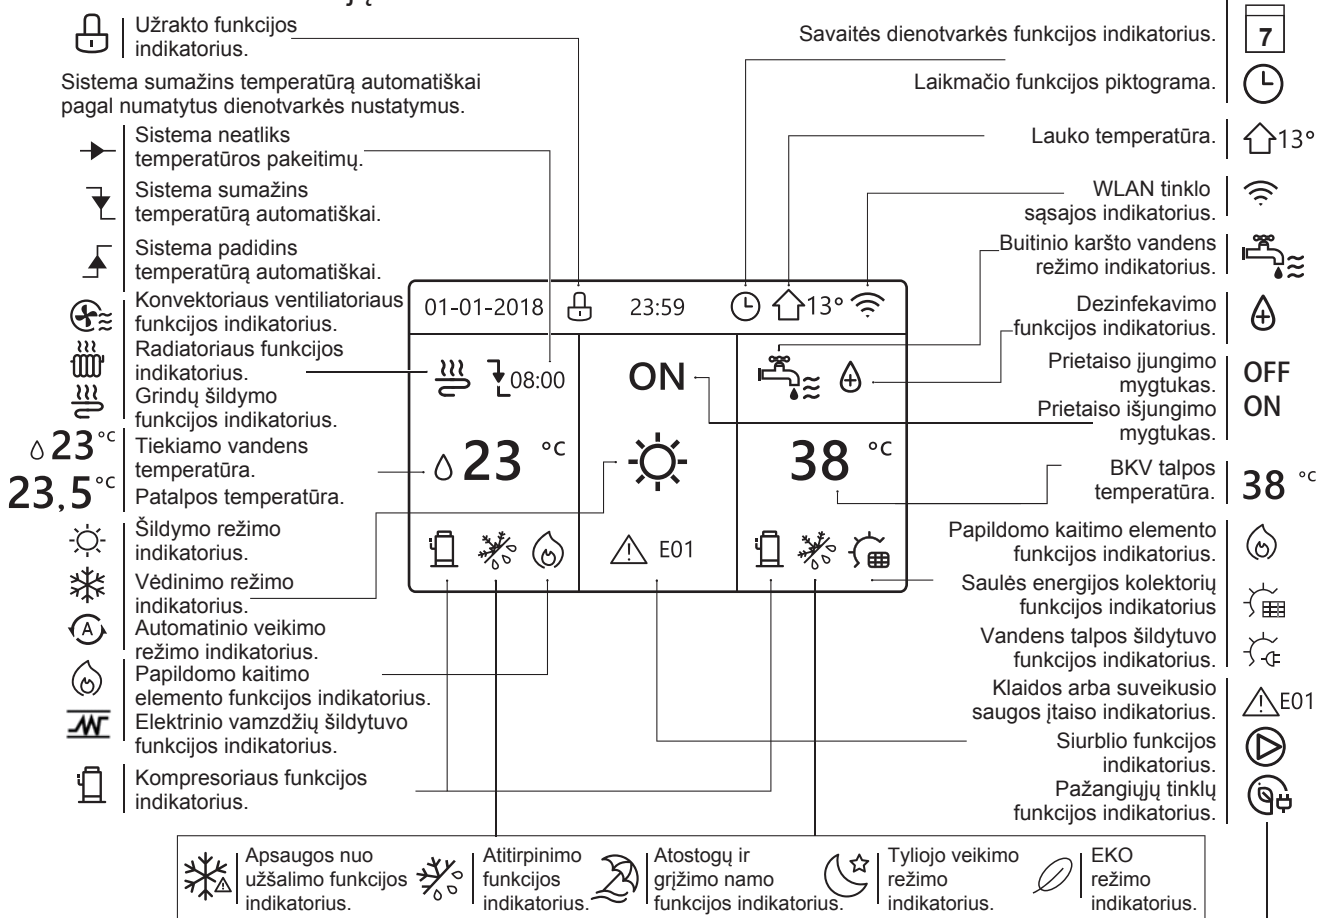 Užrakto funkcijos
indikatorius.
Sistema sumažins temperatūrą automatiškai
pagal numatytus dienotvarkės nustatymus.
Sistema neatliks
temperatūros pakeitimų.
Sistema sumažins
temperatūrą automatiškai.
Sistema padidins
temperatūrą automatiškai.
Konvektoriaus ventiliatoriaus
funkcijos indikatorius.
Radiatoriaus funkcijos
indikatorius.
Grindų šildymo
funkcijos indikatorius.
23 °C
Tiekiamo vandens
temperatūra.
23,5°C
Patalpos temperatūra.
Šildymo režimo
indikatorius.
Vėdinimo režimo
indikatorius.
A
Automatinio veikimo
režimo indikatorius.
Papildomo kaitimo
elemento funkcijos indikatorius.
Elektrinio vamzdžių šildytuvo
funkcijos indikatorius.
Kompresoriaus funkcijos
indikatorius.
01-01-2018 23:59 13°
08:00 ON
23 °C 38 °C
E01
Savaitės dienotvarkės funkcijos indikatorius.
7
Laikmačio funkcijos piktograma.
Lauko temperatūra.
13°
WLAN tinklo
sąsajos indikatorius.
Buitinio karšto vandens
režimo indikatorius.
Dezinfekavimo
funkcijos indikatorius.
Prietaiso įjungimo
mygtukas.
OFF
Prietaiso išjungimo
mygtukas.
ON
BKV talpos
temperatūra.
38 °C
Papildomo kaitimo elemento
funkcijos indikatorius.
Saulės energijos kolektorių
funkcijos indikatorius
Vandens talpos šildytuvo
funkcijos indikatorius.
Klaidos arba suveikusio
saugos įtaiso indikatorius.
E01
Siurblio funkcijos
indikatorius.
Pažangiųjų tinklų
funkcijos indikatorius.
Apsaugos nuo
užšalimo funkcijos
indikatorius.
Atitirpinimo
funkcijos
indikatorius.
Atostogų ir
grįžimo namo
funkcijos indikatorius.
Tyliojo veikimo
režimo
indikatorius.
EKO
režimo
indikatorius.